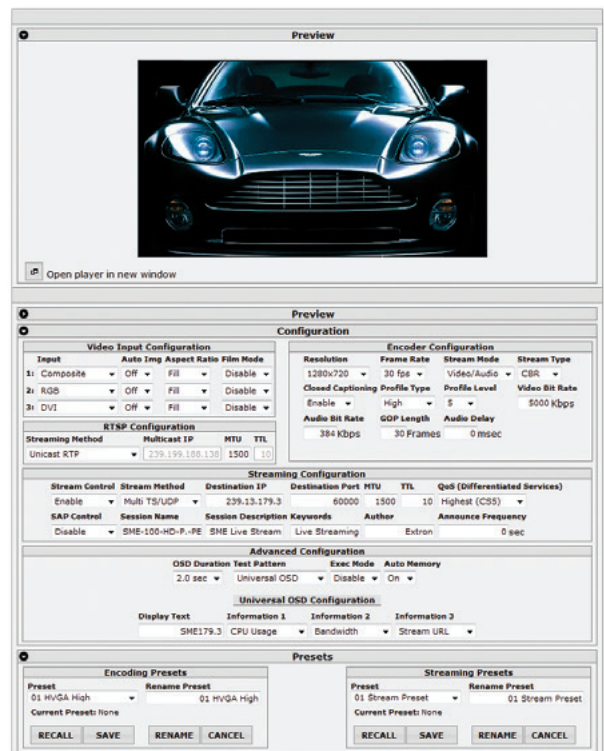 Preview
Open player in new window
Preview
Configuration
Video Input Configuration
Input Auto Img Aspect Ratio Film Mode
1: Composite Off Fill Disable
2: RGB Off Fill Disable
3: DVI Off Fill Disable
RTSP Configuration
Streaming Method Multicast IP MTU TTL
Unicast RTP 239.199.188.138 1500 10
Encoder Configuration
Resolution Frame Rate Stream Mode Stream Type
1280x720 30 fps Video/Audio CBR
Closed Captioning Profile Type Profile Level Video Bit Rate
Enable High 5 5000 Kbps
Audio Bit Rate GOP Length Audio Delay
384 Kbps 30 Frames 0 msec
Streaming Configuration
Stream Control Stream Method Destination IP Destination Port MTU TTL QoS (Differentiated Services)
Enable Multi TS/UDP 239.13.179.3 60000 1500 10 Highest (CS5)
SAP Control Session Name Session Description Keywords Author Announce Frequency
Disable SME-100-HD-P.-PE SME Live Stream Live Streaming Extron 0 sec
Advanced Configuration
OSD Duration Test Pattern Exec Mode Auto Memory
2.0 sec Universal OSD Disable On
Universal OSD Configuration
Display Text Information 1 Information 2 Information 3
SME179.3 CPU Usage Bandwidth Stream URL
Presets
Encoding Presets
Preset Rename Preset
01 HVGA High 01 HVGA High
Current Preset: None
RECALL SAVE RENAME CANCEL
Streaming Presets
Preset Rename Preset
01 Stream Preset 01 Stream Preset
Current Preset: None
RECALL SAVE RENAME CANCEL